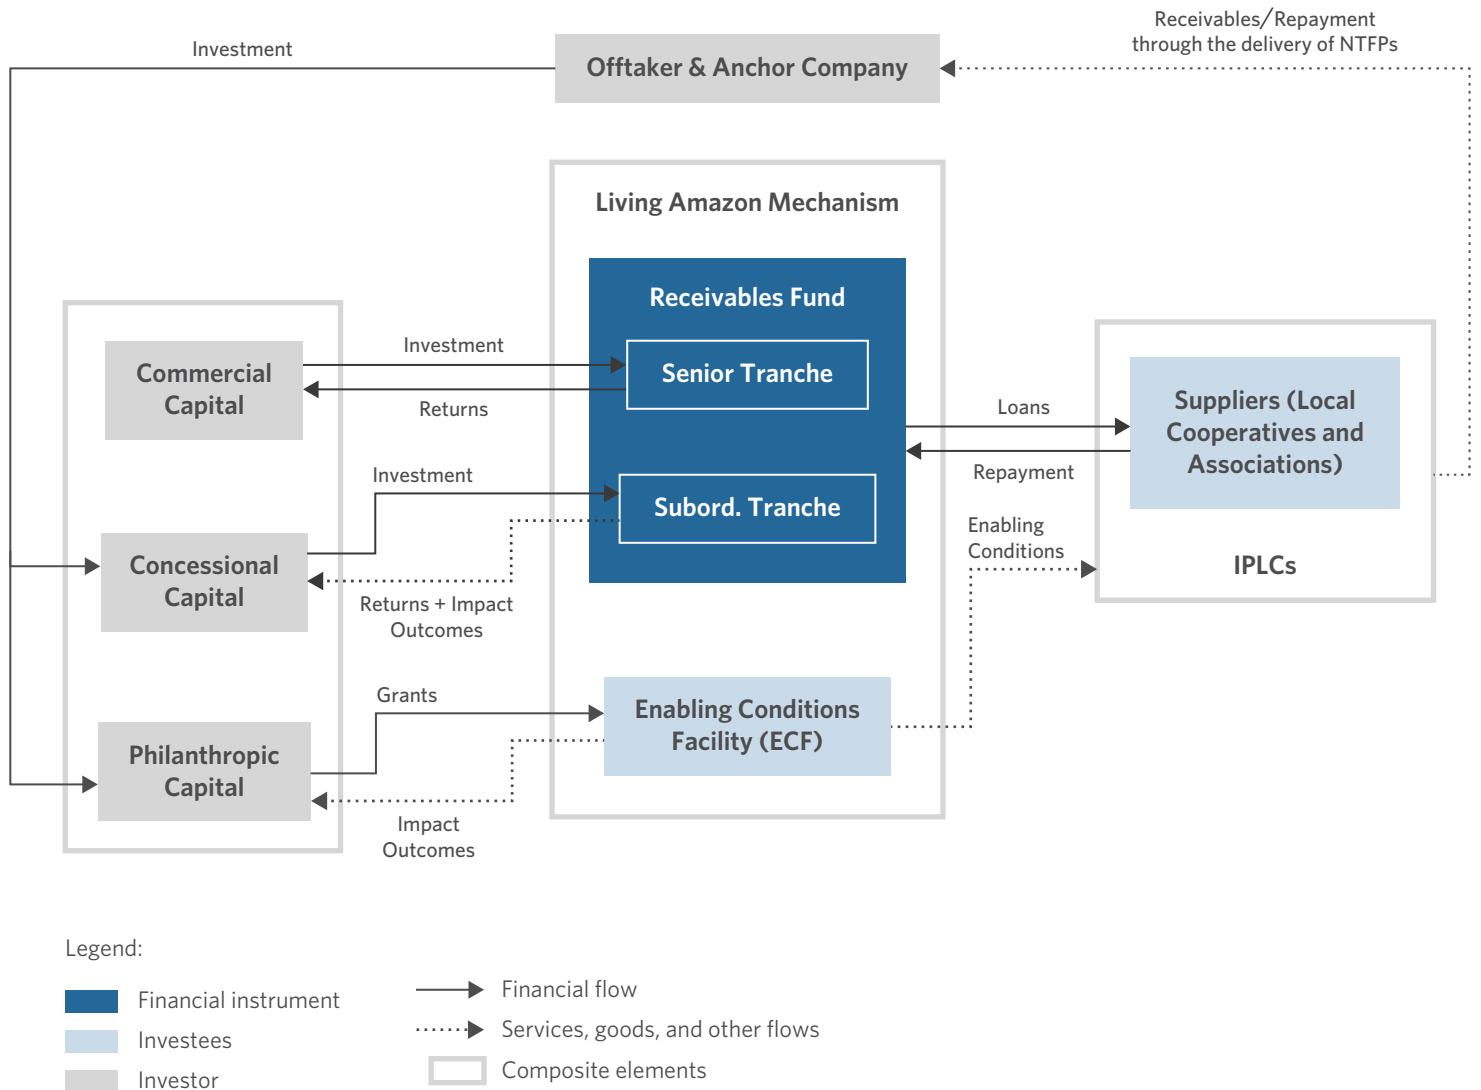 Receivables/Repayment
through the delivery of NTFPs
Investment
Offtaker & Anchor Company
Living Amazon Mechanism
Receivables Fund
Investment
Commercial
Capital
Senior Tranche
Returns
Loans
Suppliers (Local
Cooperatives and
Associations)
Repayment
Investment
Subord. Tranche
Enabling
Conditions
IPLCs
Concessional
Capital
Returns + Impact
Outcomes
Grants
Enabling Conditions
Facility (ECF)
Philanthropic
Capital
Impact
Outcomes
Legend:
Financial instrument
Investees
Investor
Financial flow
Services, goods, and other flows
Composite elements